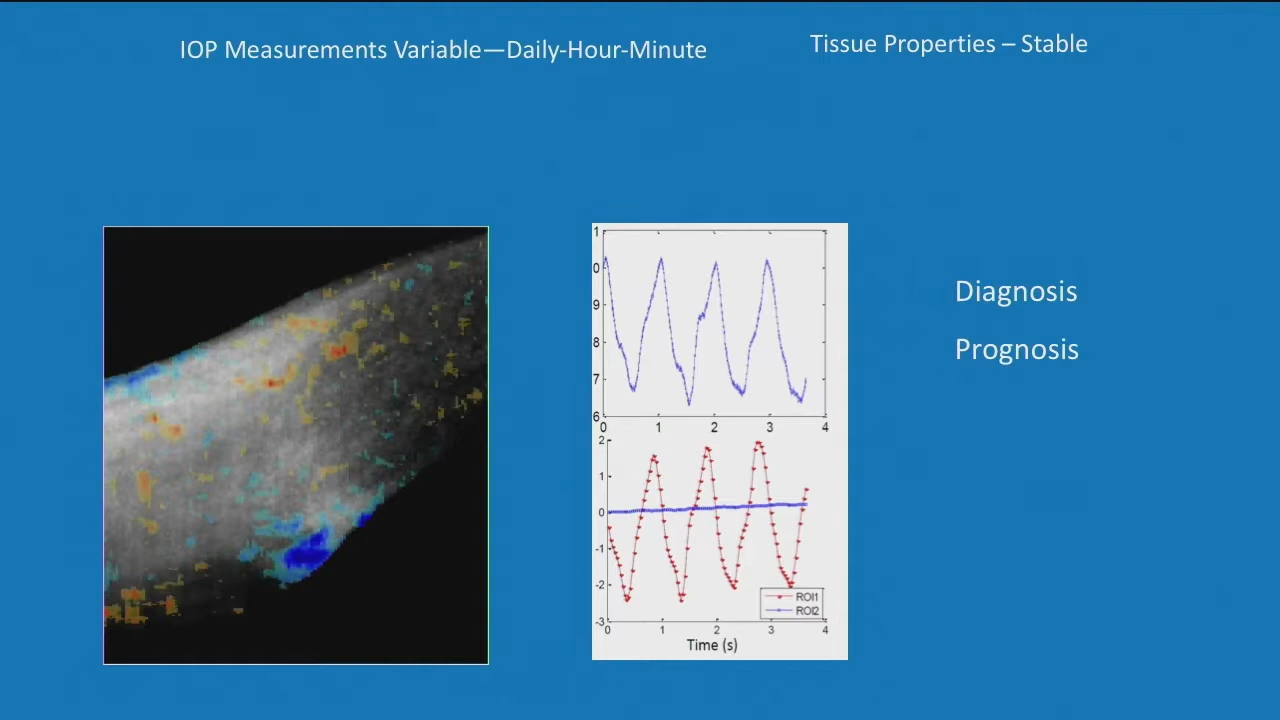 IOP Measurements Variable—Daily-Hour-Minute
Tissue Properties – Stable
Diagnosis
Prognosis
1
0
9
8
7
6
0 1 2 3 4
2
1
0
-1
-2
-3
ROI1
ROI2
0 1 2 3 4
Time (s)